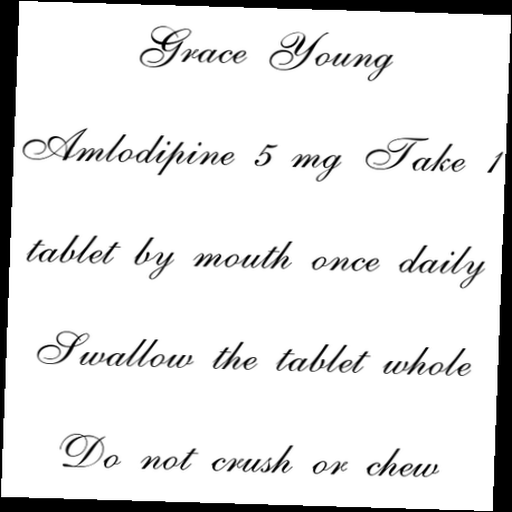 Grace Young
Amlodipine 5 mg Take 1
tablet by mouth once daily
Swallow the tablet whole
Do not crush or chew